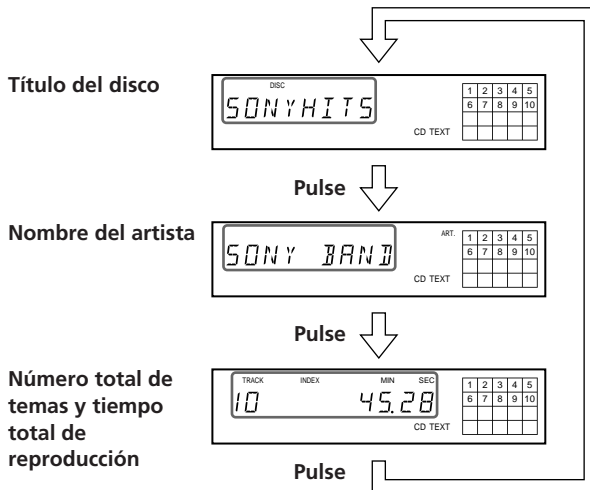 Título del disco
DISC
SONYHITS
CD TEXT
1 2 3 4 5
6 7 8 9 10
Pulse
Nombre del artista
ART.
SONY BAND
CD TEXT
1 2 3 4 5
6 7 8 9 10
Pulse
Número total de
temas y tiempo
total de
reproducción
TRACK INDEX MIN SEC
10 45.28
CD TEXT
1 2 3 4 5
6 7 8 9 10
Pulse